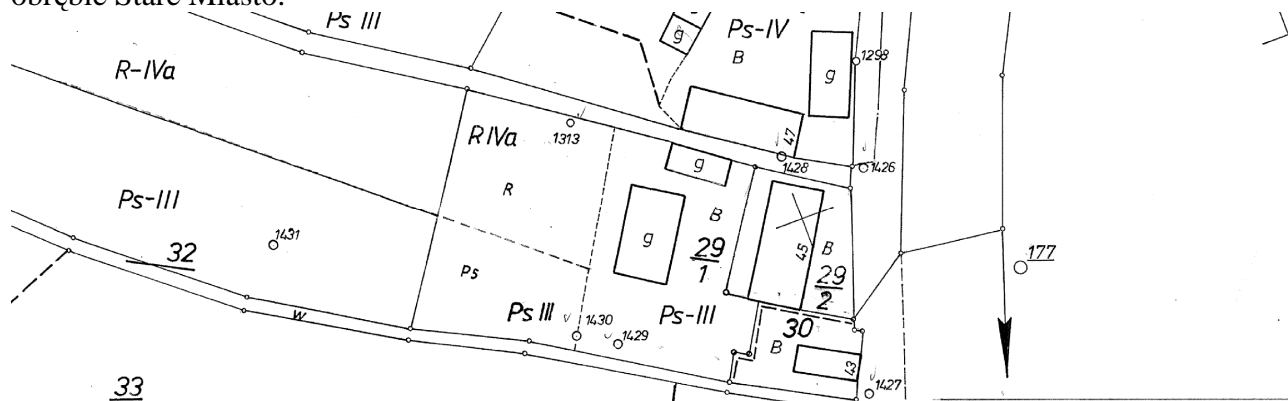 obrębie Stare Miasto.
Ps III
g
Ps-IV
B
g
1298
R-IVa
R IVa
1313
47
1428
1426
g
R
Ps-III
1431
32
B
g
29
1
45
B
29
2
177
Ps
W
Ps III
1430
1429
Ps-III
30
B
43
1427
33